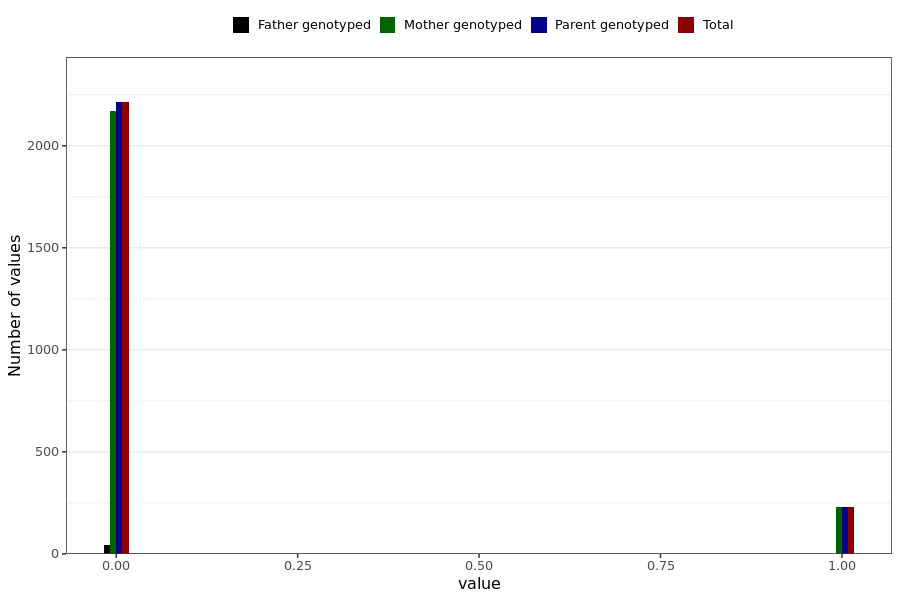 Father genotyped Mother genotyped Parent genotyped Total
Number of values
2000
1500
1000
500
0
0.00 0.25 0.50 0.75 1.00
value